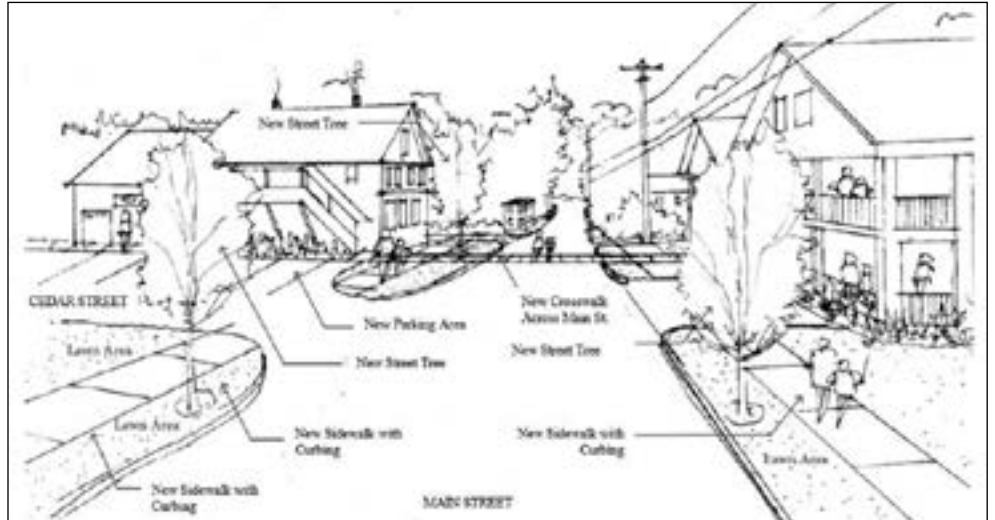 New Street Tree
CEDAR STREET
New Parking Area
New Crosswalk
Across Main St.
Lawn Area
New Street Tree
New Street Tree
Lawn Area
New Sidewalk with
Curbing
New Sidewalk with
Curbing
Lawn Area
New Sidewalk with
Curbing
MAIN STREET